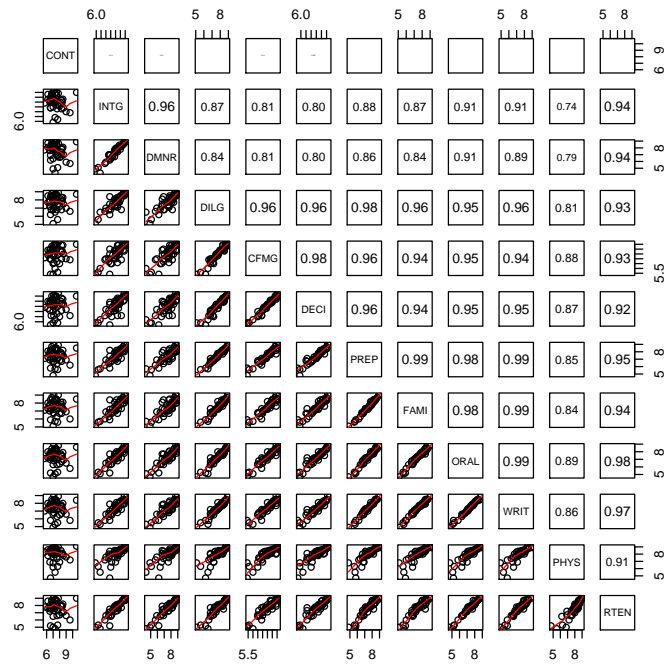 6.0 5 8 6.0 5 8 5 8
CONT 6 9
6.0 INTG 0.96 0.87 0.81 0.80 0.88 0.87 0.91 0.91 0.74 0.94
DMNR 0.84 0.81 0.80 0.86 0.84 0.91 0.89 0.79 0.94 5 8
5 8 DILG 0.96 0.96 0.98 0.96 0.95 0.96 0.81 0.93
CFMG 0.98 0.96 0.94 0.95 0.94 0.88 0.93 5.5
6.0 DECI 0.96 0.94 0.95 0.95 0.87 0.92
PREP 0.99 0.98 0.99 0.85 0.95 5 8
5 8 FAMI 0.98 0.99 0.84 0.94
ORAL 0.99 0.89 0.98 5 8
5 8 WRIT 0.86 0.97
PHYS 0.91 5 8
5 8 RTEN
6 9 5 8 5.5 5 8 5 8